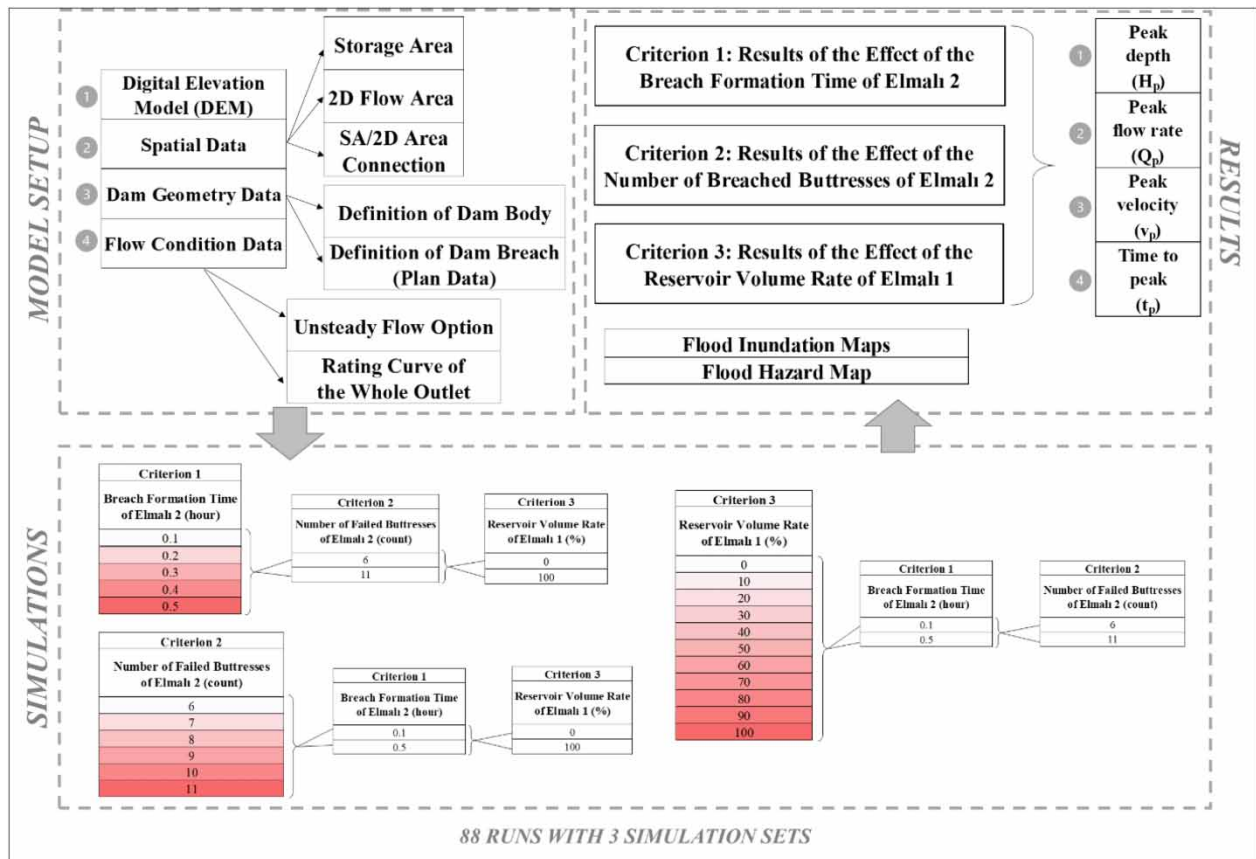 MODEL SETUP
1
Digital Elevation
Model (DEM)
2
Spatial Data
3
Dam Geometry Data
4
Flow Condition Data
Storage Area
2D Flow Area
SA/2D Area
Connection
Definition of Dam Body
Definition of Dam Breach
(Plan Data)
Unsteady Flow Option
Rating Curve of
the Whole Outlet
Criterion 1: Results of the Effect of the
Breach Formation Time of Elmalı 2
Criterion 2: Results of the Effect of the
Number of Breached Buttresses of Elmalı 2
Criterion 3: Results of the Effect of the
Reservoir Volume Rate of Elmalı 1
Flood Inundation Maps
Flood Hazard Map
1
Peak
depth
(Hp)
2
Peak
flow rate
(Qp)
3
Peak
velocity
(vp)
4
Time to
peak
(tp)
RESULTS
SIMULATIONS
Criterion 1
Breach Formation Time
of Elmalı 2 (hour)
0.1
0.2
0.3
0.4
0.5
Criterion 2
Number of Failed Buttresses
of Elmalı 2 (count)
6
11
Criterion 3
Reservoir Volume Rate
of Elmalı 1 (%)
0
100
Criterion 2
Number of Failed Buttresses
of Elmalı 2 (count)
6
7
8
9
10
11
Criterion 1
Breach Formation Time
of Elmalı 2 (hour)
0.1
0.5
Criterion 3
Reservoir Volume Rate
of Elmalı 1 (%)
0
100
Criterion 3
Reservoir Volume Rate
of Elmalı 1 (%)
0
10
20
30
40
50
60
70
80
90
100
Criterion 1
Breach Formation Time
of Elmalı 2 (hour)
0.1
0.5
Criterion 2
Number of Failed Buttresses
of Elmalı 2 (count)
6
11
88 RUNS WITH 3 SIMULATION SETS